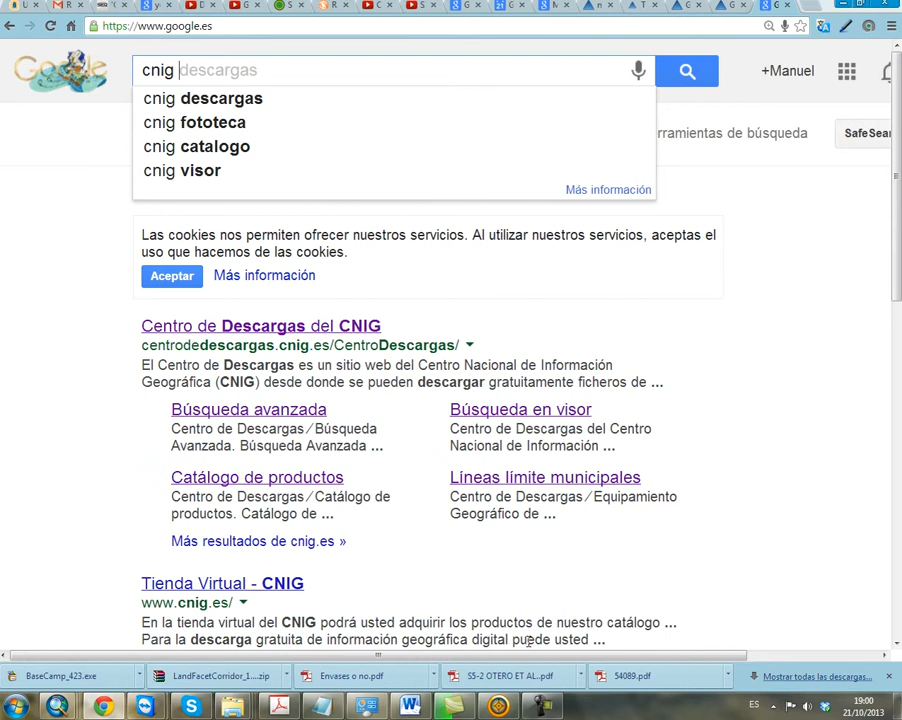 https://www.google.es
Google
cnig descargas
+Manuel
cnig descargas
cnig fototeca
cnig catalogo
cnig visor
Más información
rramientas de búsqueda
SafeSear
Las cookies nos permiten ofrecer nuestros servicios. Al utilizar nuestros servicios, aceptas el
uso que hacemos de las cookies.
Aceptar
Más información
Centro de Descargas del CNIG
centrodedescargas.cnig.es/CentroDescargas/
El Centro de Descargas es un sitio web del Centro Nacional de Información
Geográfica (CNIG) desde donde se pueden descargar gratuitamente ficheros de ...
Búsqueda avanzada
Centro de Descargas ⁄ Búsqueda
Avanzada. Búsqueda Avanzada ...
Búsqueda en visor
Centro de Descargas del Centro
Nacional de Información ...
Catálogo de productos
Centro de Descargas ⁄ Catálogo de
productos. Catálogo de ...
Líneas límite municipales
Centro de Descargas ⁄ Equipamiento
Geográfico de ...
Más resultados de cnig.es »
Tienda Virtual - CNIG
www.cnig.es/
En la tienda virtual del CNIG podrá usted adquirir los productos de nuestro catálogo ...
Para la descarga gratuita de información geográfica digital puede usted ...
BaseCamp_423.exe
LandFacetCorridor_1....zip
Envases o no.pdf
S5-2 OTERO ET AL..pdf
54089.pdf
Mostrar todas las descargas...
ES
19:00
21/10/2013